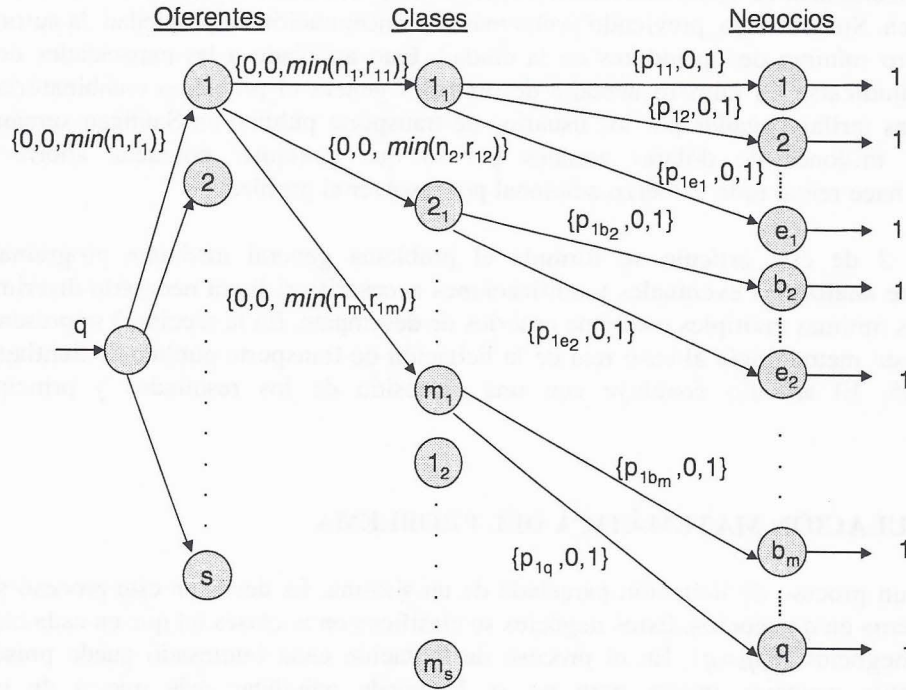 Oferentes Clases Negocios
1 {0,0,min(n₁,r₁₁)} 1₁ {p₁₁,0,1} 1 1
{p₁₂,0,1}
{0,0,min(n,r₁)} 2 {0,0, min(n₂,r₁₂)} 2 1
{p₁ₑ₁,0,1}
2₁ {p₁b₂,0,1} e₁ 1
b₂ 1
q {0,0, min(nₘ,r₁ₘ)} {p₁ₑ₂,0,1}
e₂ 1
m₁
1₂ {p₁bₘ,0,1}
s {p₁q,0,1} bₘ 1
mₛ q 1